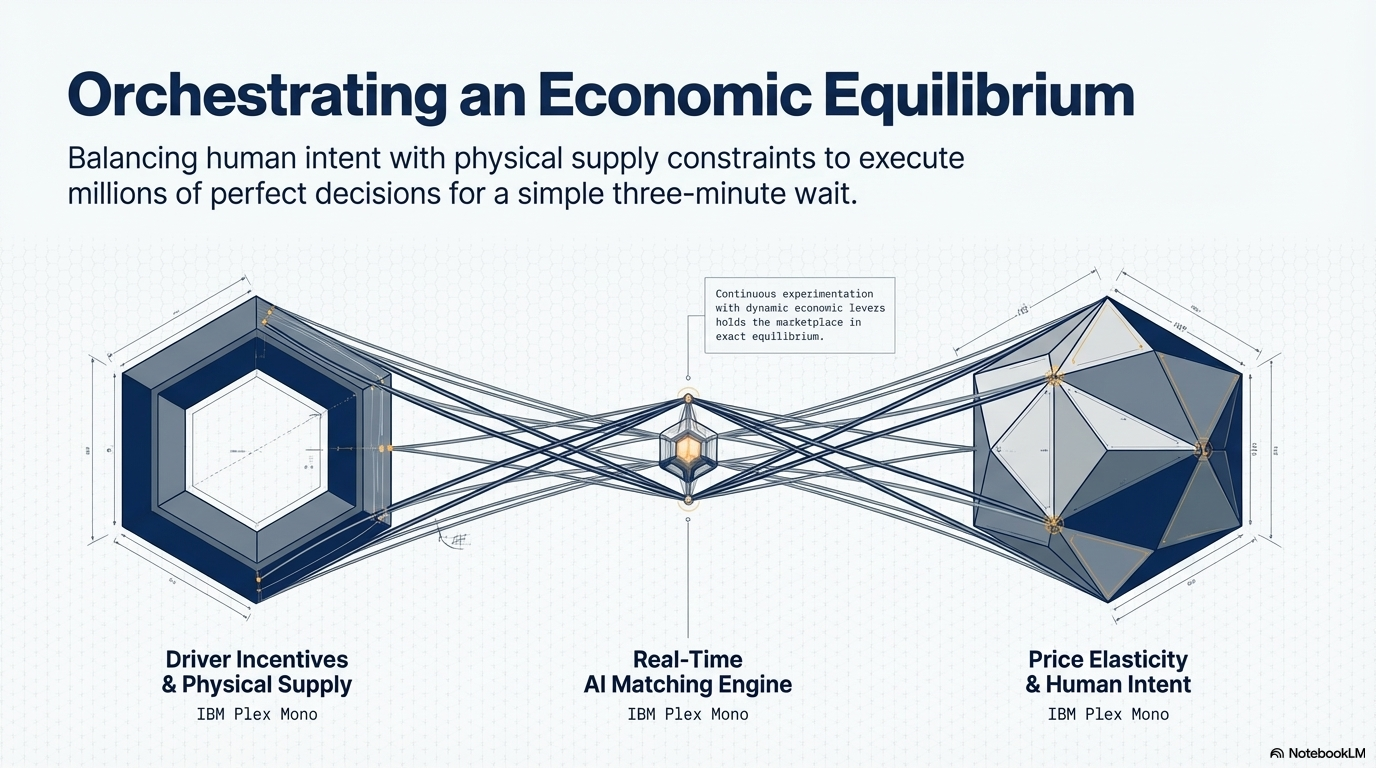 Orchestrating an Economic Equilibrium
Balancing human intent with physical supply constraints to execute
millions of perfect decisions for a simple three-minute wait.
Continuous experimentation
with dynamic economic levers
holds the marketplace in
exact equilibrium.
Driver Incentives
& Physical Supply
IBM Plex Mono
Real-Time
AI Matching Engine
IBM Plex Mono
Price Elasticity
& Human Intent
IBM Plex Mono
NotebookLM